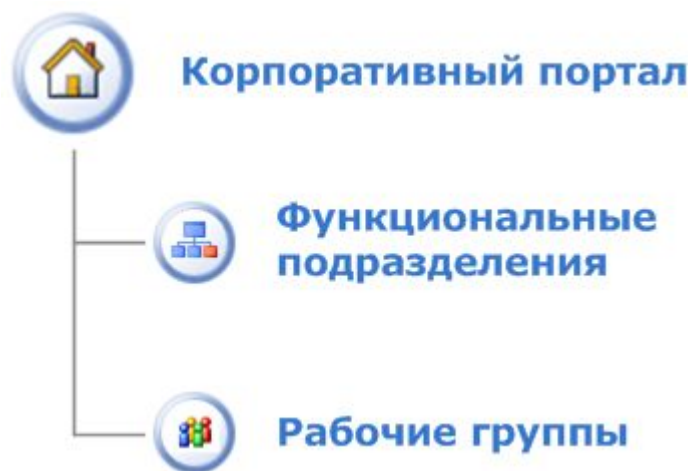 Корпоративный портал
Функциональные
подразделения
Рабочие группы